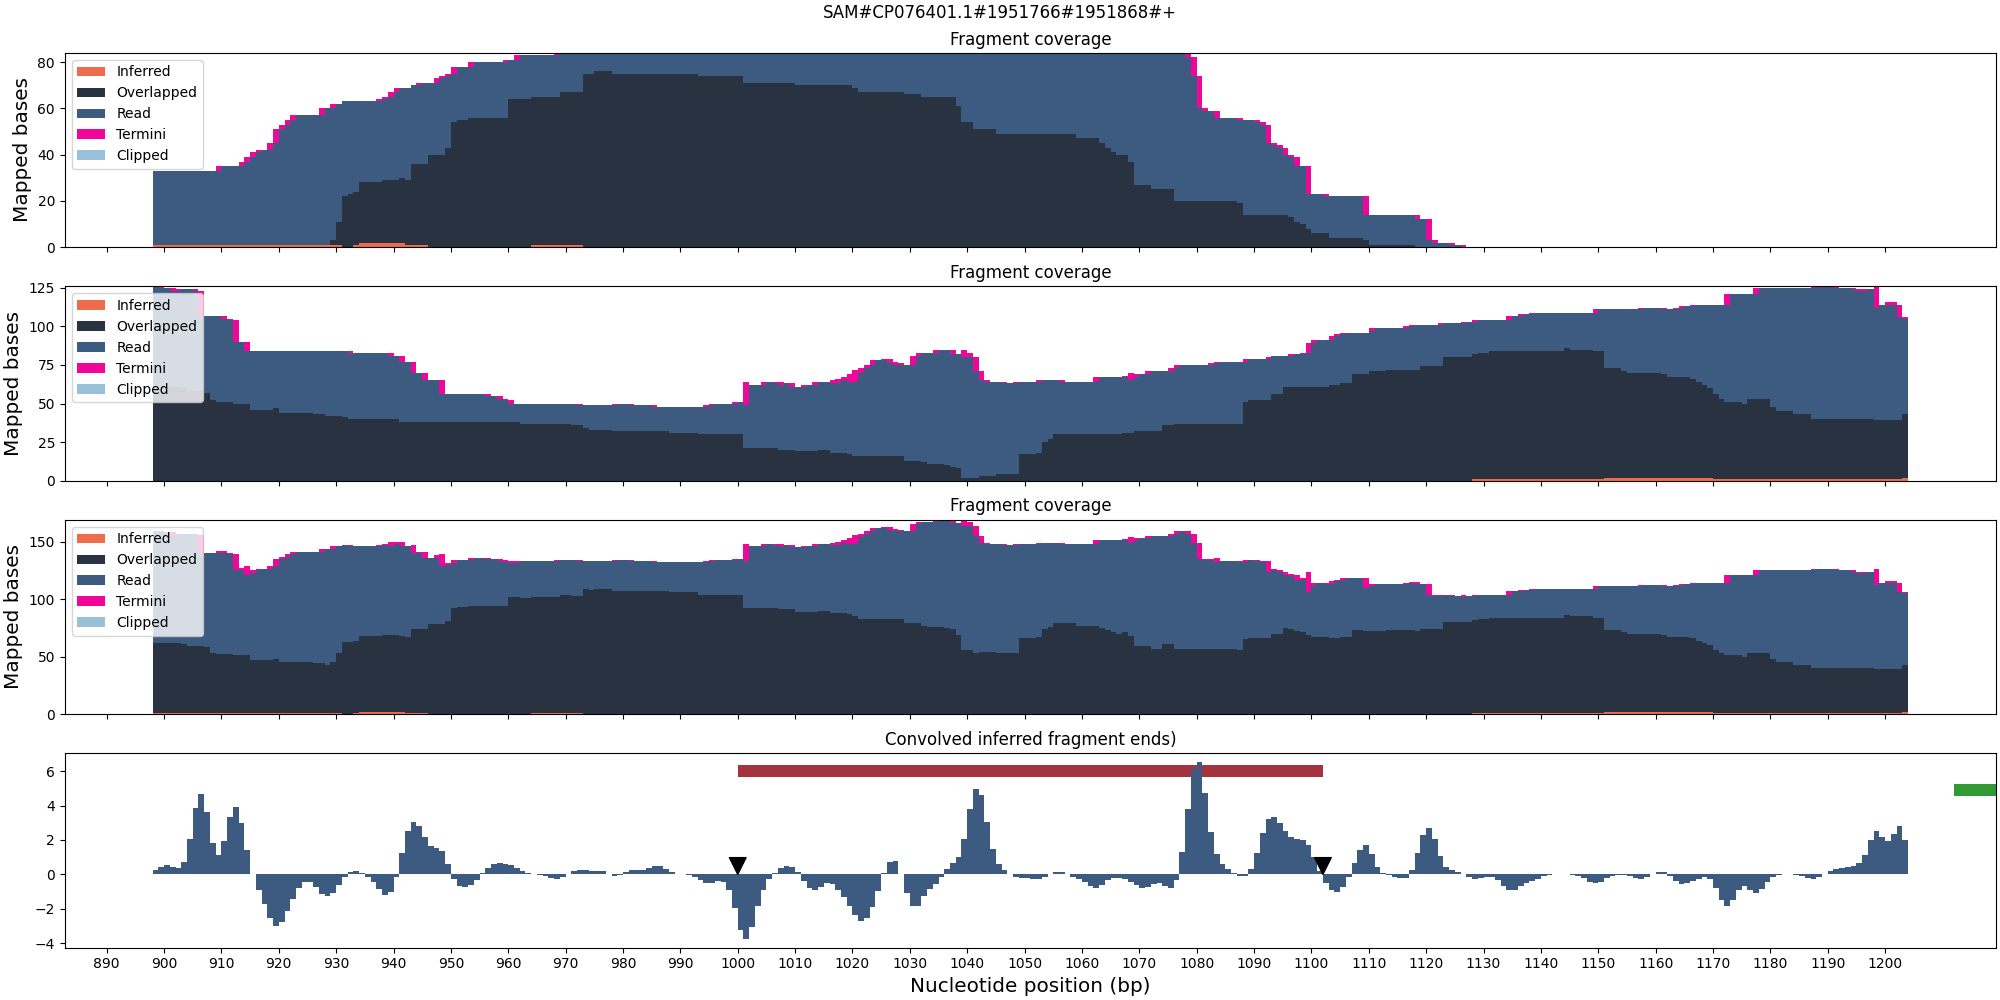 SAM#CP076401.1#1951766#1951868#+
Fragment coverage
Mapped bases
80
60
40
20
0
Inferred
Overlapped
Read
Termini
Clipped
Fragment coverage
Mapped bases
125
100
75
50
25
0
Inferred
Overlapped
Read
Termini
Clipped
Fragment coverage
Mapped bases
150
100
50
0
Inferred
Overlapped
Read
Termini
Clipped
Convolved inferred fragment ends)
6
4
2
0
−2
−4
890 900 910 920 930 940 950 960 970 980 990 1000 1010 1020 1030 1040 1050 1060 1070 1080 1090 1100 1110 1120 1130 1140 1150 1160 1170 1180 1190 1200
Nucleotide position (bp)